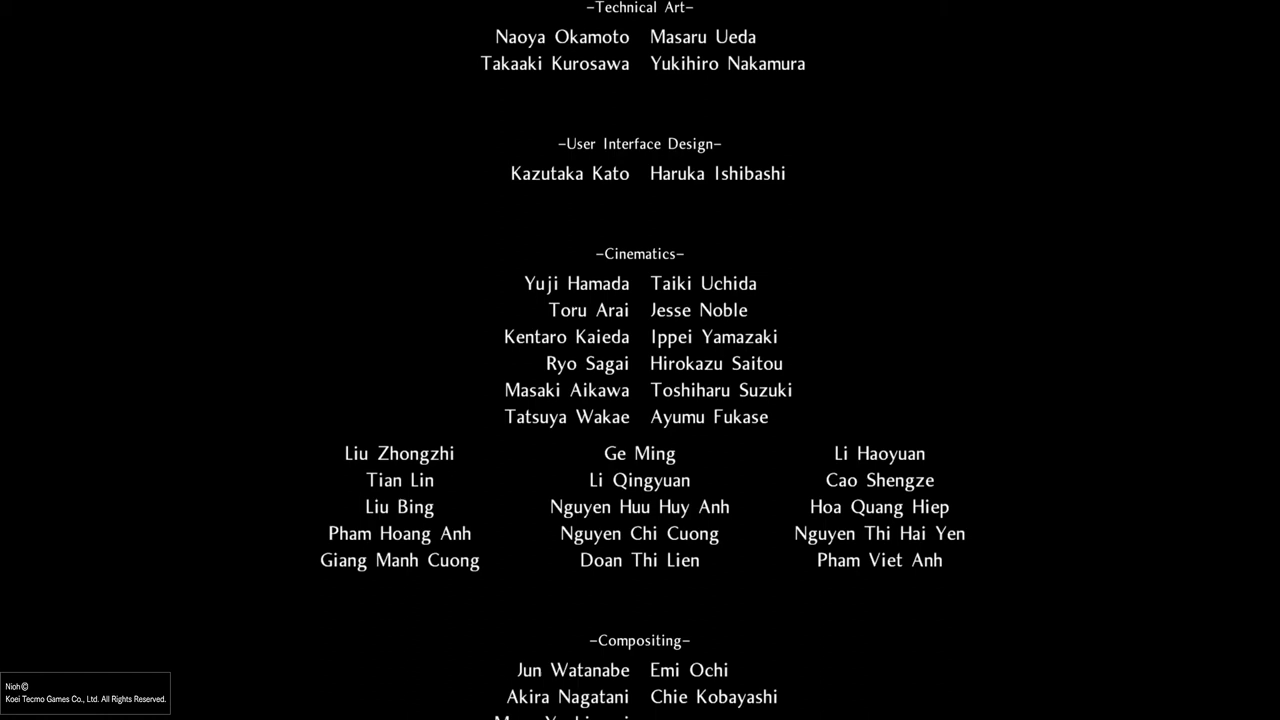 –Technical Art–
Naoya Okamoto Masaru Ueda
Takaaki Kurosawa Yukihiro Nakamura
–User Interface Design–
Kazutaka Kato Haruka Ishibashi
–Cinematics–
Yuji Hamada Taiki Uchida
Toru Arai Jesse Noble
Kentaro Kaieda Ippei Yamazaki
Ryo Sagai Hirokazu Saitou
Masaki Aikawa Toshiharu Suzuki
Tatsuya Wakae Ayumu Fukase
Liu Zhongzhi Ge Ming Li Haoyuan
Tian Lin Li Qingyuan Cao Shengze
Liu Bing Nguyen Huu Huy Anh Hoa Quang Hiep
Pham Hoang Anh Nguyen Chi Cuong Nguyen Thi Hai Yen
Giang Manh Cuong Doan Thi Lien Pham Viet Anh
–Compositing–
Jun Watanabe Emi Ochi
Akira Nagatani Chie Kobayashi
Nioh©
Koei Tecmo Games Co., Ltd. All Rights Reserved.